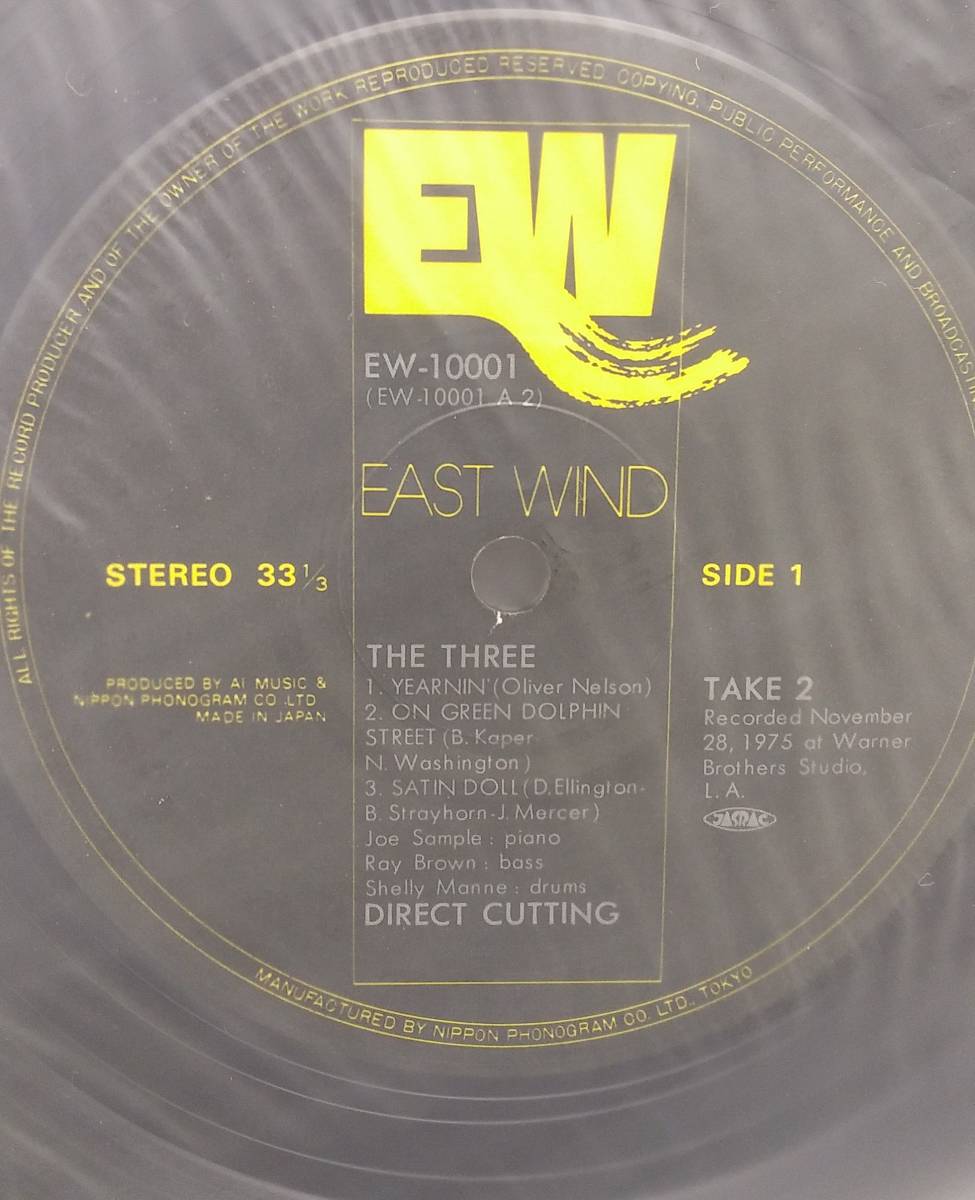 ALL RIGHTS OF THE RECORD PRODUCER AND OF THE OWNER OF THE WORK REPRODUCED RESERVED COPYING, PUBLIC PERFORMANCE AND BROADCASTIN
EW
EW-10001
(EW-10001 A 2)
EAST WIND
STEREO 33 1/3
SIDE 1
PRODUCED BY AI MUSIC &
NIPPON PHONOGRAM CO .LTD
MADE IN JAPAN
THE THREE
1. YEARNIN' (Oliver Nelson)
2. ON GREEN DOLPHIN
STREET (B. Kaper
N. Washington)
3. SATIN DOLL (D. Ellington-
B. Strayhorn-J. Mercer)
Joe Sample : piano
Ray Brown : bass
Shelly Manne : drums
DIRECT CUTTING
TAKE 2
Recorded November
28, 1975 at Warner
Brothers Studio,
L. A.
JASRAC
MANUFACTURED BY NIPPON PHONOGRAM CO. LTD., TOKYO